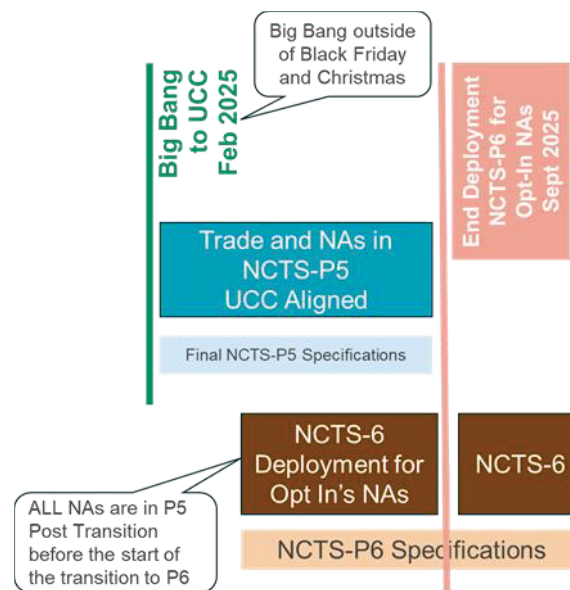 Big Bang outside
of Black Friday
and Christmas
Big Bang
to UCC
Feb 2025
End Deployment
NCTS-P6 for
Opt-In NAs
Sept 2025
Trade and NAs in
NCTS-P5
UCC Aligned
Final NCTS-P5 Specifications
NCTS-6
Deployment for
Opt In's NAs
NCTS-6
ALL NAs are in P5
Post Transition
before the start of
the transition to P6
NCTS-P6 Specifications